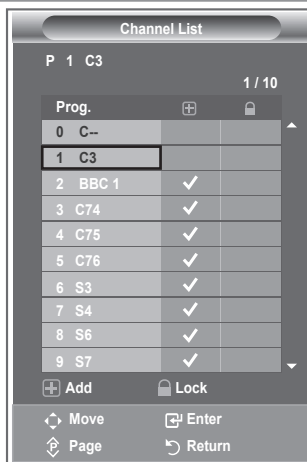 Channel List
P 1 C3
1 / 10
Prog.
0 C--
1 C3
2 BBC 1
3 C74
4 C75
5 C76
6 S3
7 S4
8 S6
9 S7
Add Lock
Move Enter
Page Return